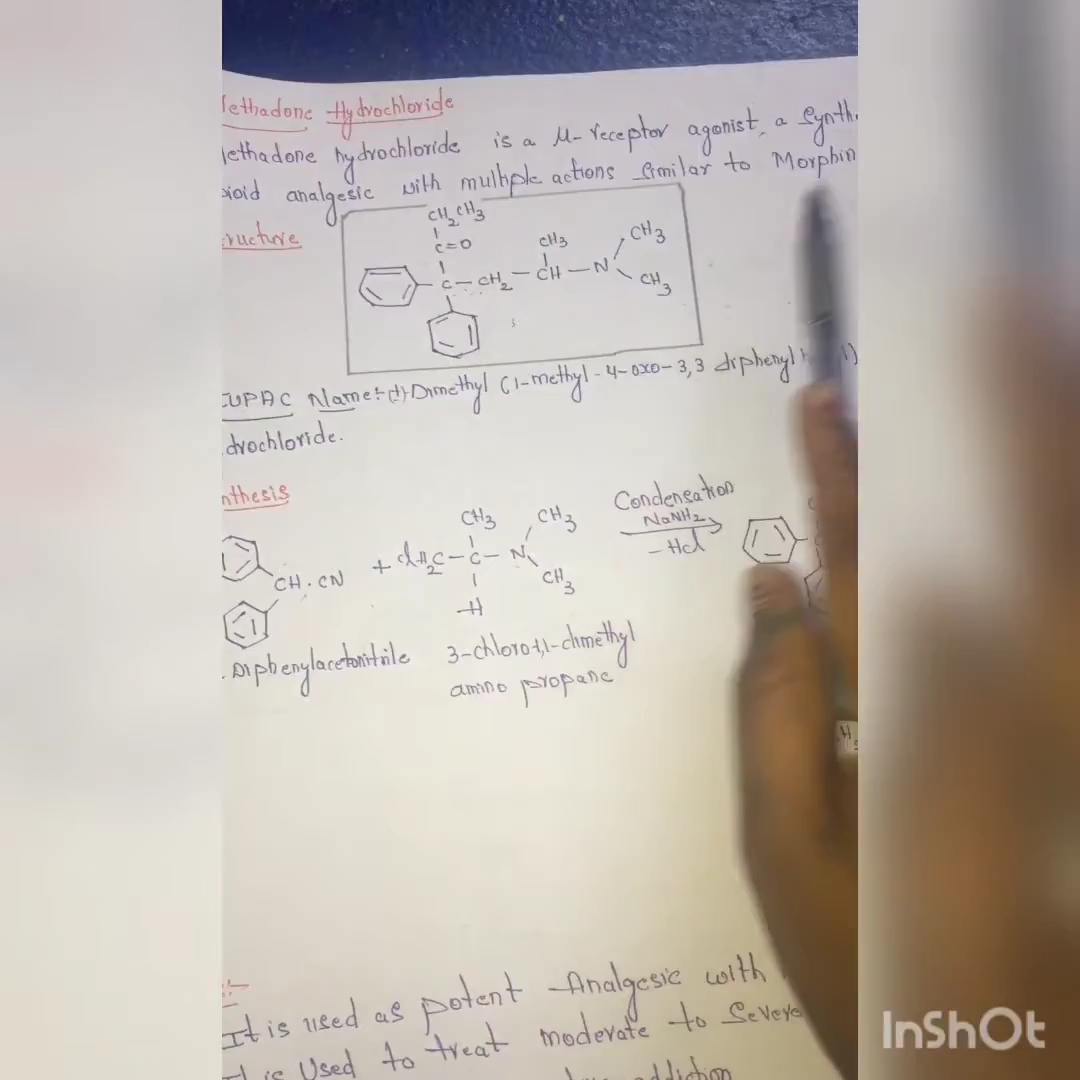 ethadone Hydrochloride
ethadone hydrochloride is a μ-receptor agonist, a Synth
oid analgesic with multiple actions similar to Morphin
ructure
CH2CH3
C=O
CH3
CH3
C-CH2-CH-N
CH3
IUPAC Name:- (±) Dimethyl (1-methyl-4-oxo-3,3 diphenyl
drochloride.
nthesis
Condensation
CH3
CH3
NaNH2
CH.CN + ClH2C-C-N
-HCl
CH3
H
Diphenylacetonitrile
3-chloro-1,1-dimethyl
amino propane
It is used as potent Analgesic with
is Used to treat moderate to Severe
addiction
InShOt